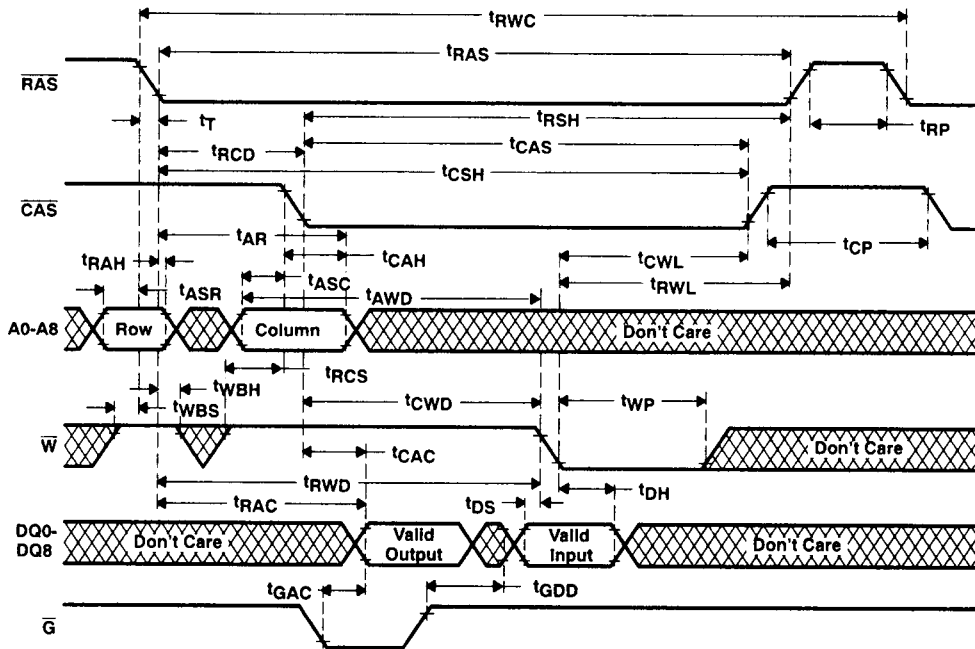 tRWC
tRAS
RAS
tT
tRSH
tRP
tRCD
tCAS
tCSH
CAS
tAR
tCP
tRAH
tCAH
tCWL
tASR
tASC
tAWD
tRWL
A0-A8
Row
Column
Don't Care
tRCS
tWBH
tWBS
tCWD
tWP
W
Don't Care
tCAC
tRWD
tDH
tRAC
tDS
DQ0-
DQ8
Don't Care
Valid
Output
Valid
Input
Don't Care
tGAC
tGDD
G